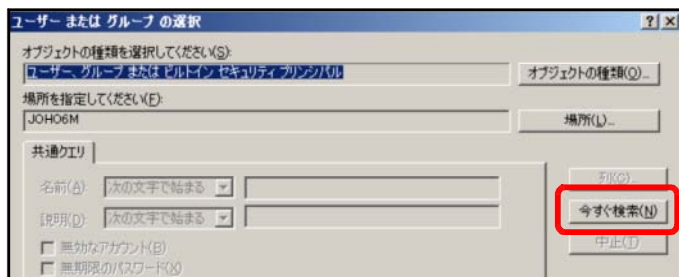 ユーザー または グループ の選択
オブジェクトの種類を選択してください(S):
ユーザー、グループ または ビルトイン セキュリティ プリンシパル
オブジェクトの種類(O)...
場所を指定してください(F):
JOHO6M
場所(L)...
共通クエリ
列(C)...
名前(A): 次の文字で始まる
今すぐ検索(N)
説明(D): 次の文字で始まる
中止(T)
無効なアカウント(B)
無期限のパスワード(X)